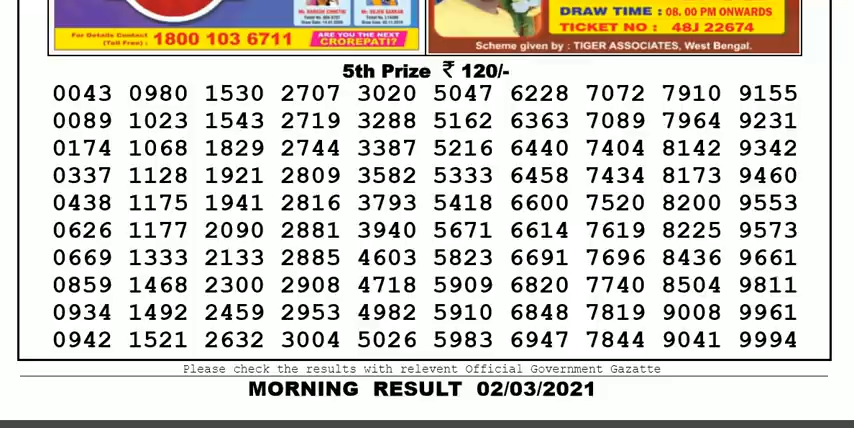 For Details Contact
(Toll Free) : 1800 103 6711
ARE YOU THE NEXT
CROREPATI?
DRAW TIME : 08. 00 PM ONWARDS
TICKET NO : 48J 22674
Scheme given by : TIGER ASSOCIATES, West Bengal.
5th Prize ₹ 120/-
0043 0980 1530 2707 3020 5047 6228 7072 7910 9155
0089 1023 1543 2719 3288 5162 6363 7089 7964 9231
0174 1068 1829 2744 3387 5216 6440 7404 8142 9342
0337 1128 1921 2809 3582 5333 6458 7434 8173 9460
0438 1175 1941 2816 3793 5418 6600 7520 8200 9553
0626 1177 2090 2881 3940 5671 6614 7619 8225 9573
0669 1333 2133 2885 4603 5823 6691 7696 8436 9661
0859 1468 2300 2908 4718 5909 6820 7740 8504 9811
0934 1492 2459 2953 4982 5910 6848 7819 9008 9961
0942 1521 2632 3004 5026 5983 6947 7844 9041 9994
Please check the results with relevent Official Government Gazatte
MORNING RESULT 02/03/2021